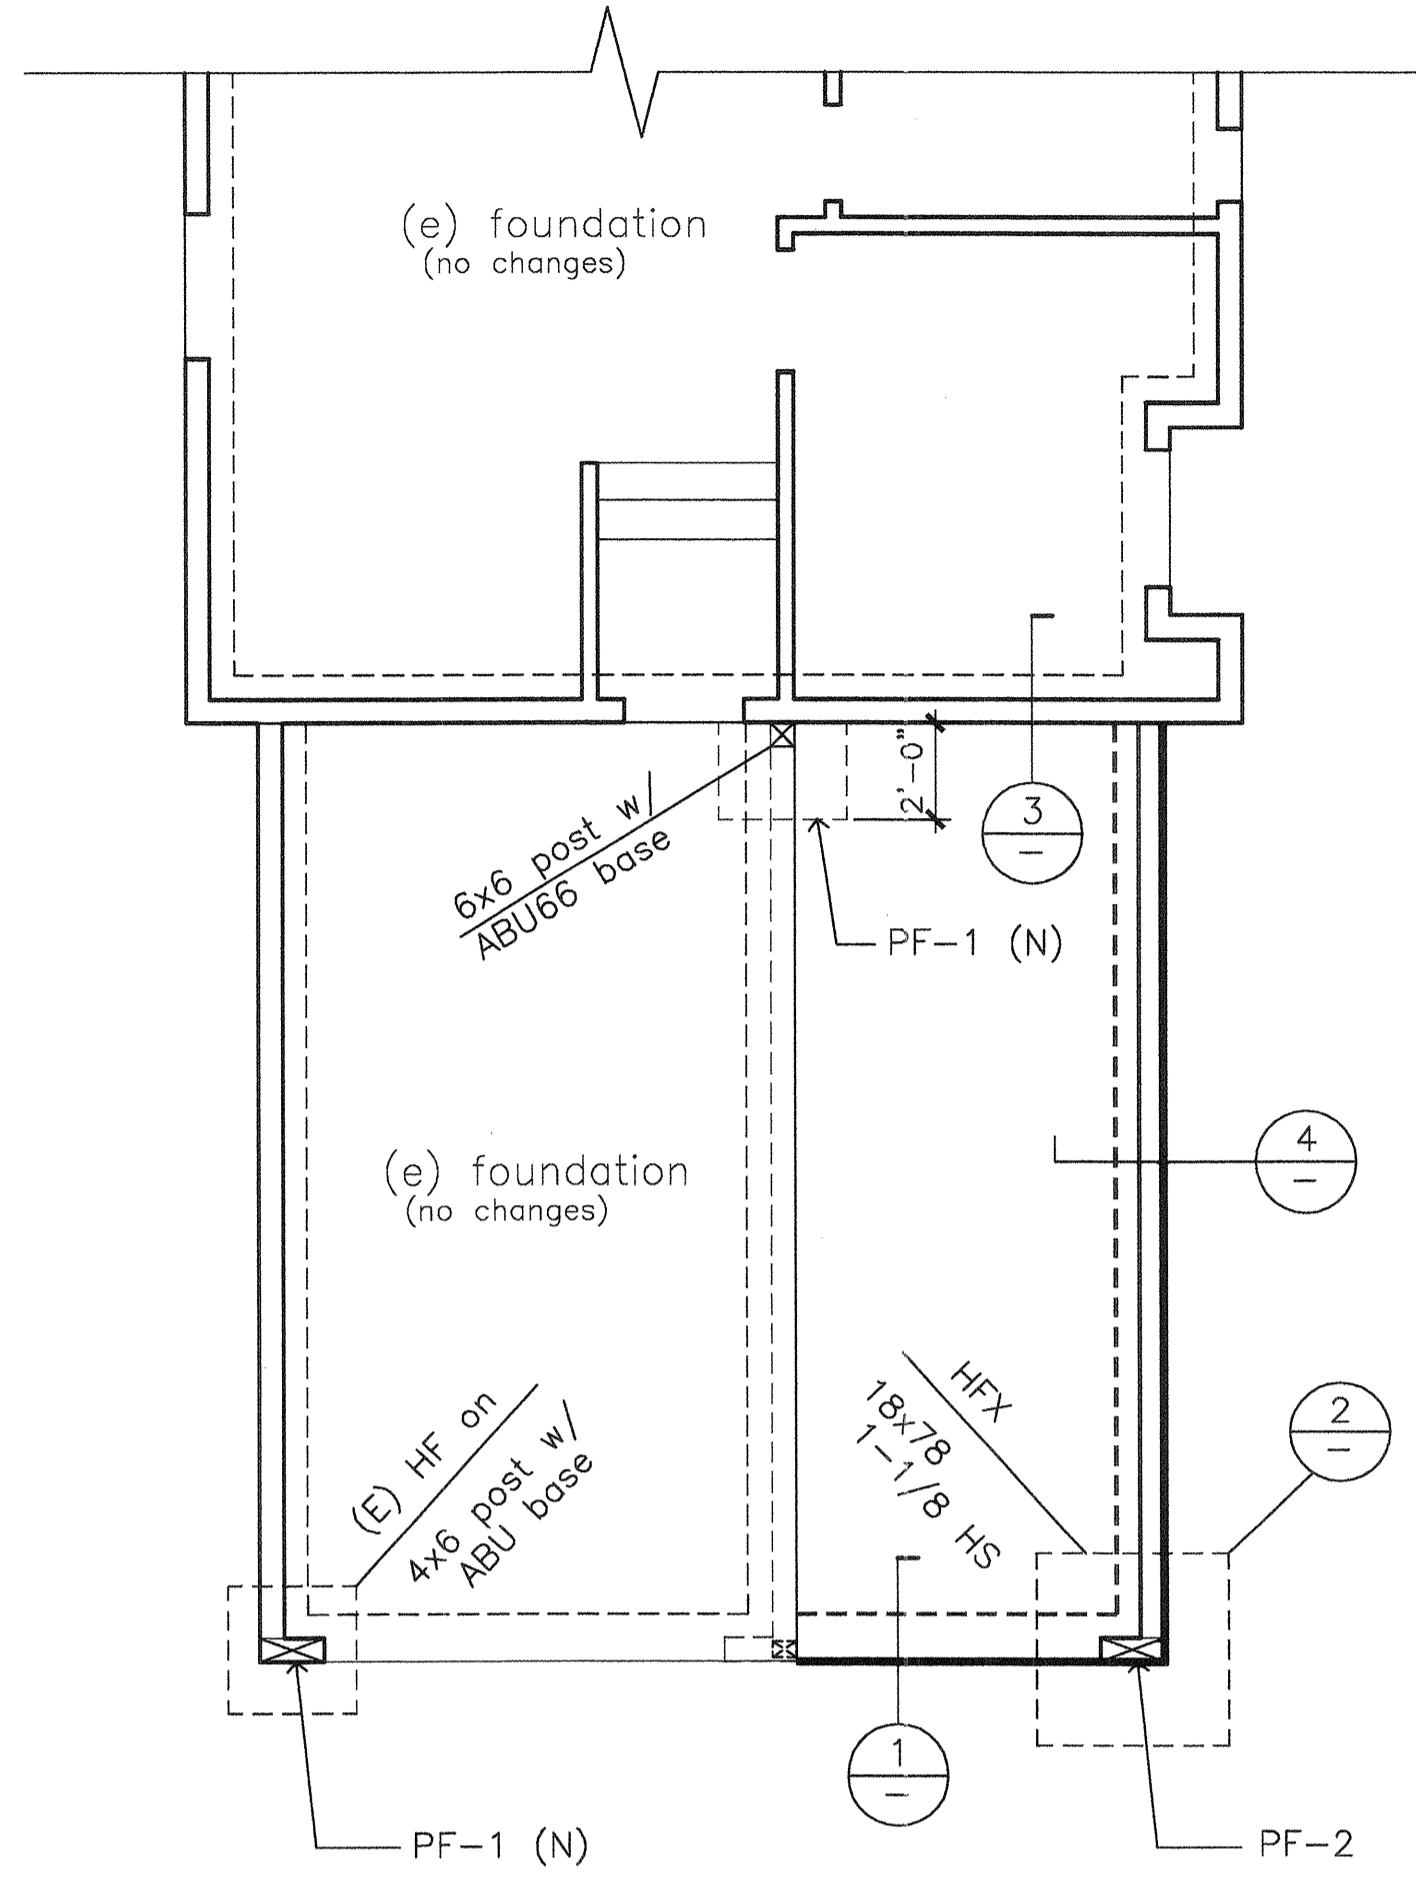 (e) foundation
(no changes)
2'-0"
3
–
6x6 post w/
ABU66 base
PF-1 (N)
4
–
(e) foundation
(no changes)
HFX
18x78
1-1/8 HS
2
–
(E) HF on
4x6 post w/
ABU base
1
–
PF-1 (N)
PF-2